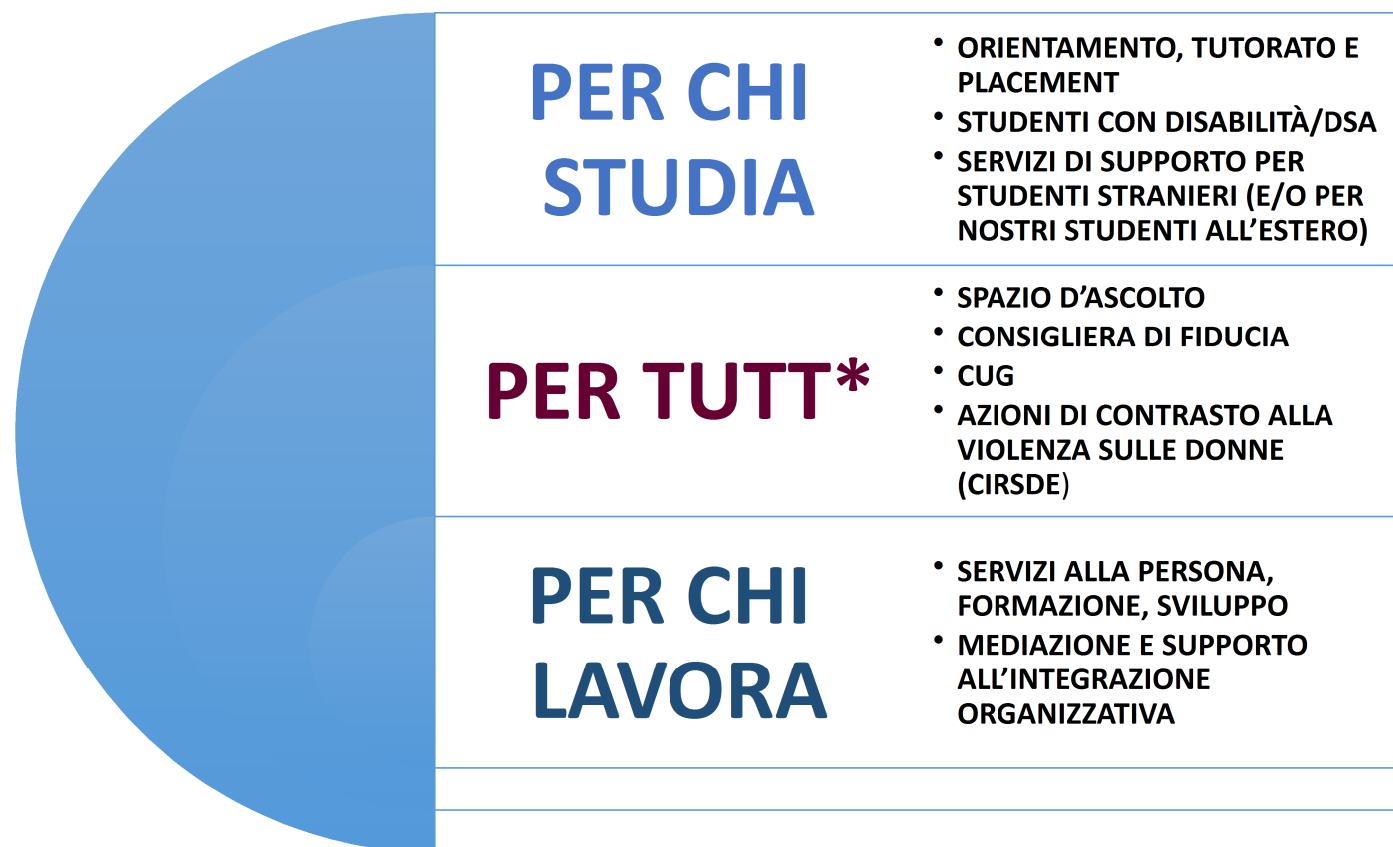 PER CHI
STUDIA
• ORIENTAMENTO, TUTORATO E
PLACEMENT
• STUDENTI CON DISABILITÀ/DSA
• SERVIZI DI SUPPORTO PER
STUDENTI STRANIERI (E/O PER
NOSTRI STUDENTI ALL’ESTERO)
PER TUTT*
• SPAZIO D’ASCOLTO
• CONSIGLIERA DI FIDUCIA
• CUG
• AZIONI DI CONTRASTO ALLA
VIOLENZA SULLE DONNE
(CIRSDE)
PER CHI
LAVORA
• SERVIZI ALLA PERSONA,
FORMAZIONE, SVILUPPO
• MEDIAZIONE E SUPPORTO
ALL’INTEGRAZIONE
ORGANIZZATIVA